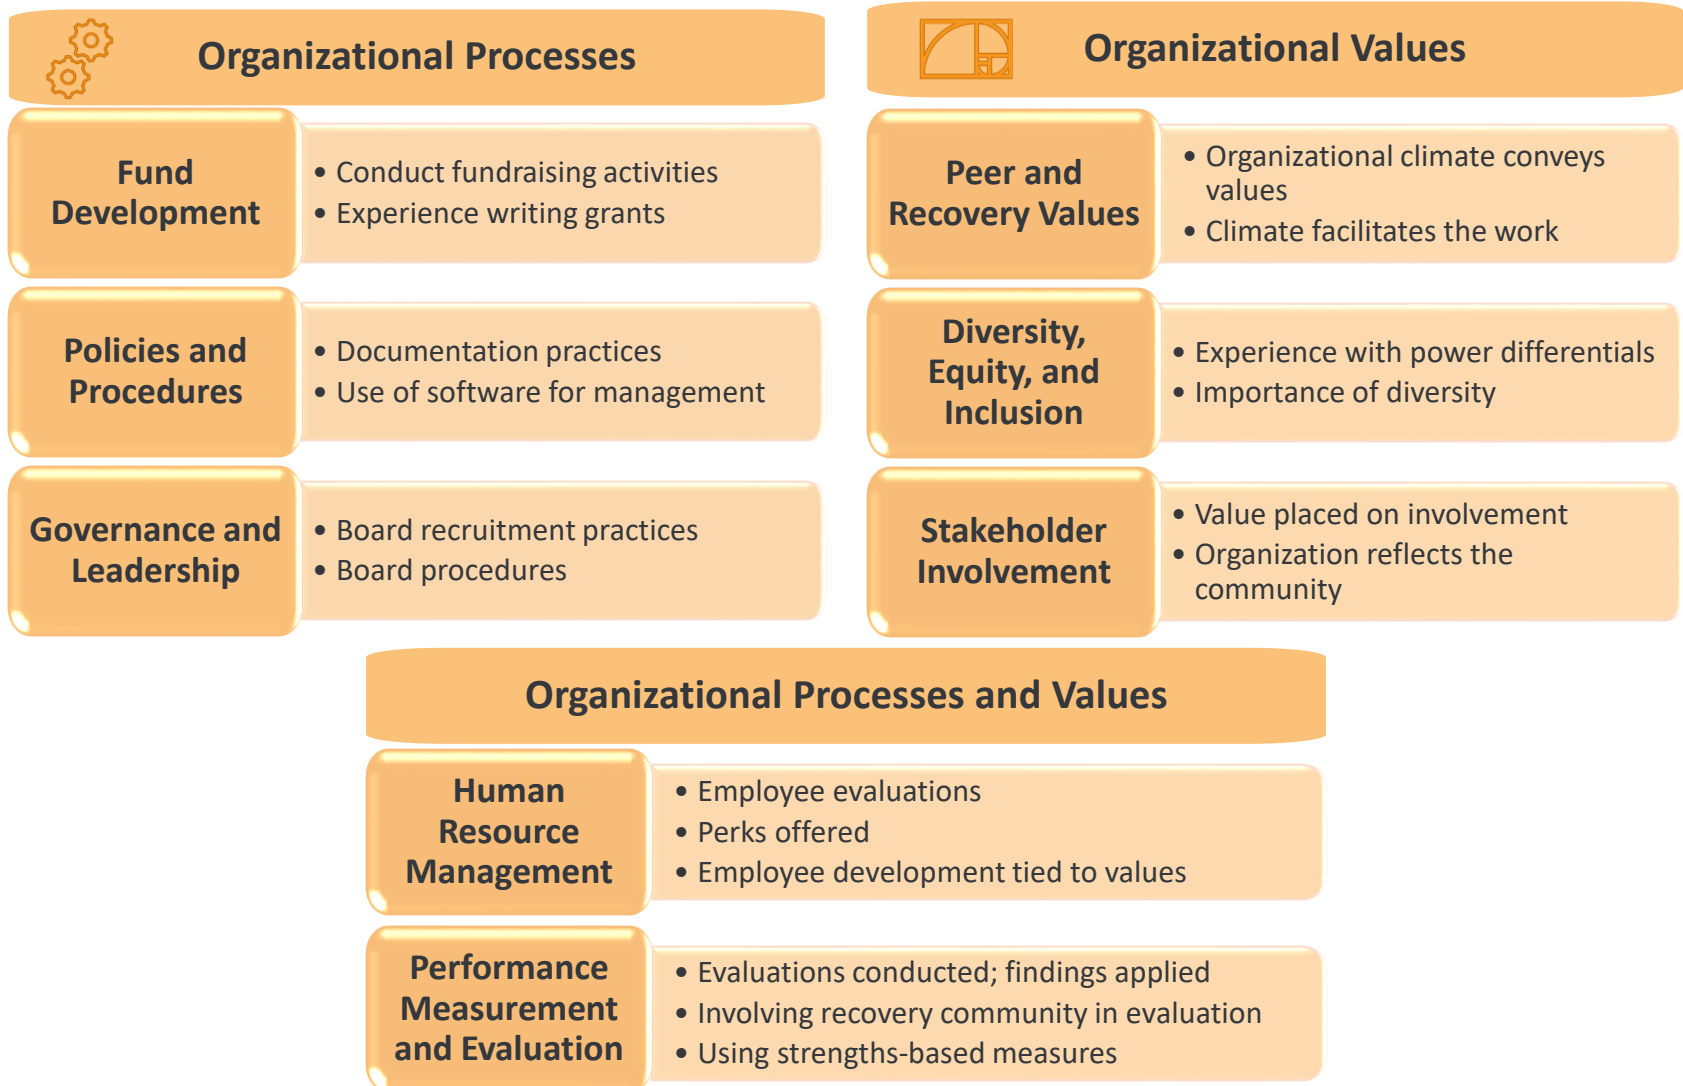 Organizational Processes
Fund
Development
• Conduct fundraising activities
• Experience writing grants
Policies and
Procedures
• Documentation practices
• Use of software for management
Governance and
Leadership
• Board recruitment practices
• Board procedures
Organizational Values
Peer and
Recovery Values
• Organizational climate conveys
values
• Climate facilitates the work
Diversity,
Equity, and
Inclusion
• Experience with power differentials
• Importance of diversity
Stakeholder
Involvement
• Value placed on involvement
• Organization reflects the
community
Organizational Processes and Values
Human
Resource
Management
• Employee evaluations
• Perks offered
• Employee development tied to values
Performance
Measurement
and Evaluation
• Evaluations conducted; findings applied
• Involving recovery community in evaluation
• Using strengths-based measures